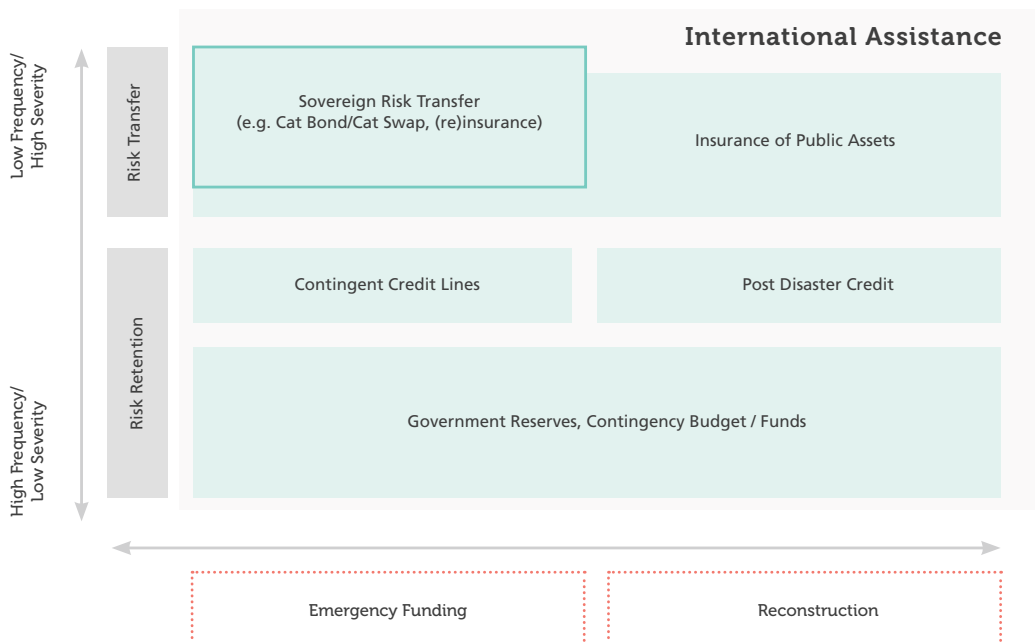 International Assistance
Low Frequency/
High Severity
Risk Transfer
Sovereign Risk Transfer
(e.g. Cat Bond/Cat Swap, (re)insurance)
Insurance of Public Assets
High Frequency/
Low Severity
Risk Retention
Contingent Credit Lines
Post Disaster Credit
Government Reserves, Contingency Budget / Funds
Emergency Funding
Reconstruction